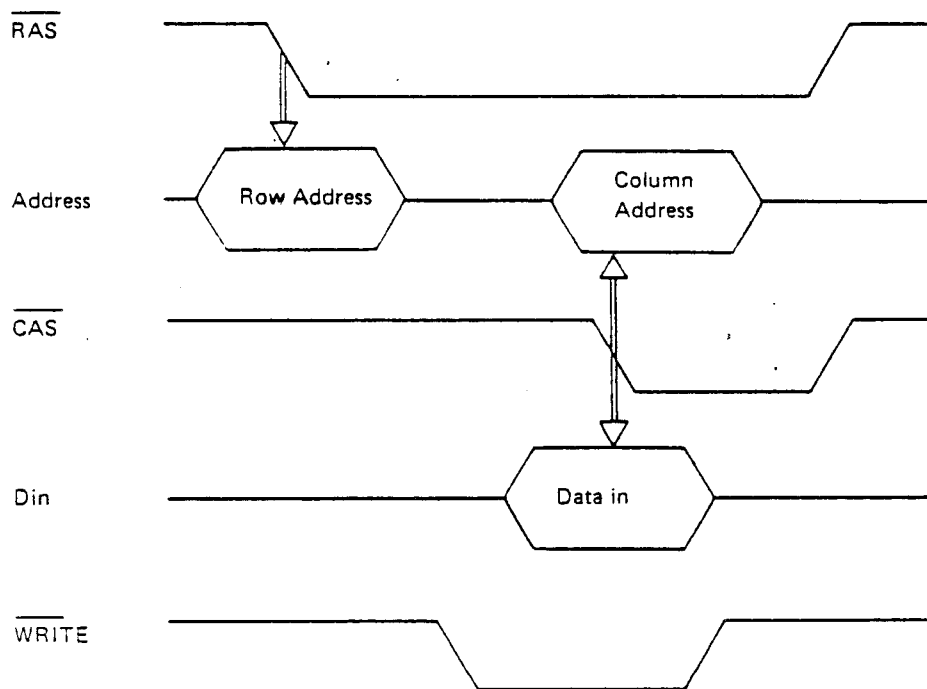 RAS
Address
Row Address
Column
Address
CAS
Din
Data in
WRITE